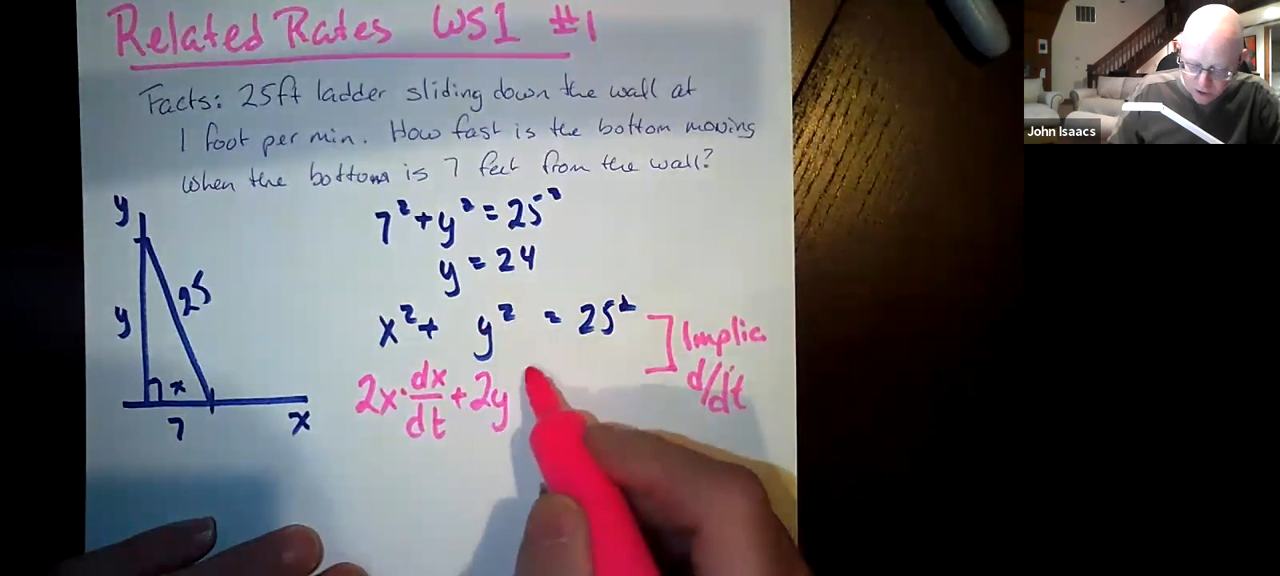 Related Rates WS1 #1
Facts: 25ft ladder sliding down the wall at
1 foot per min. How fast is the bottom moving
when the bottom is 7 feet from the wall?
John Isaacs
y
7² + y² = 25²
y = 24
25
y
x² + y² = 25²
Implic.
d/dt
x
2x · dx/dt + 2y
7
x